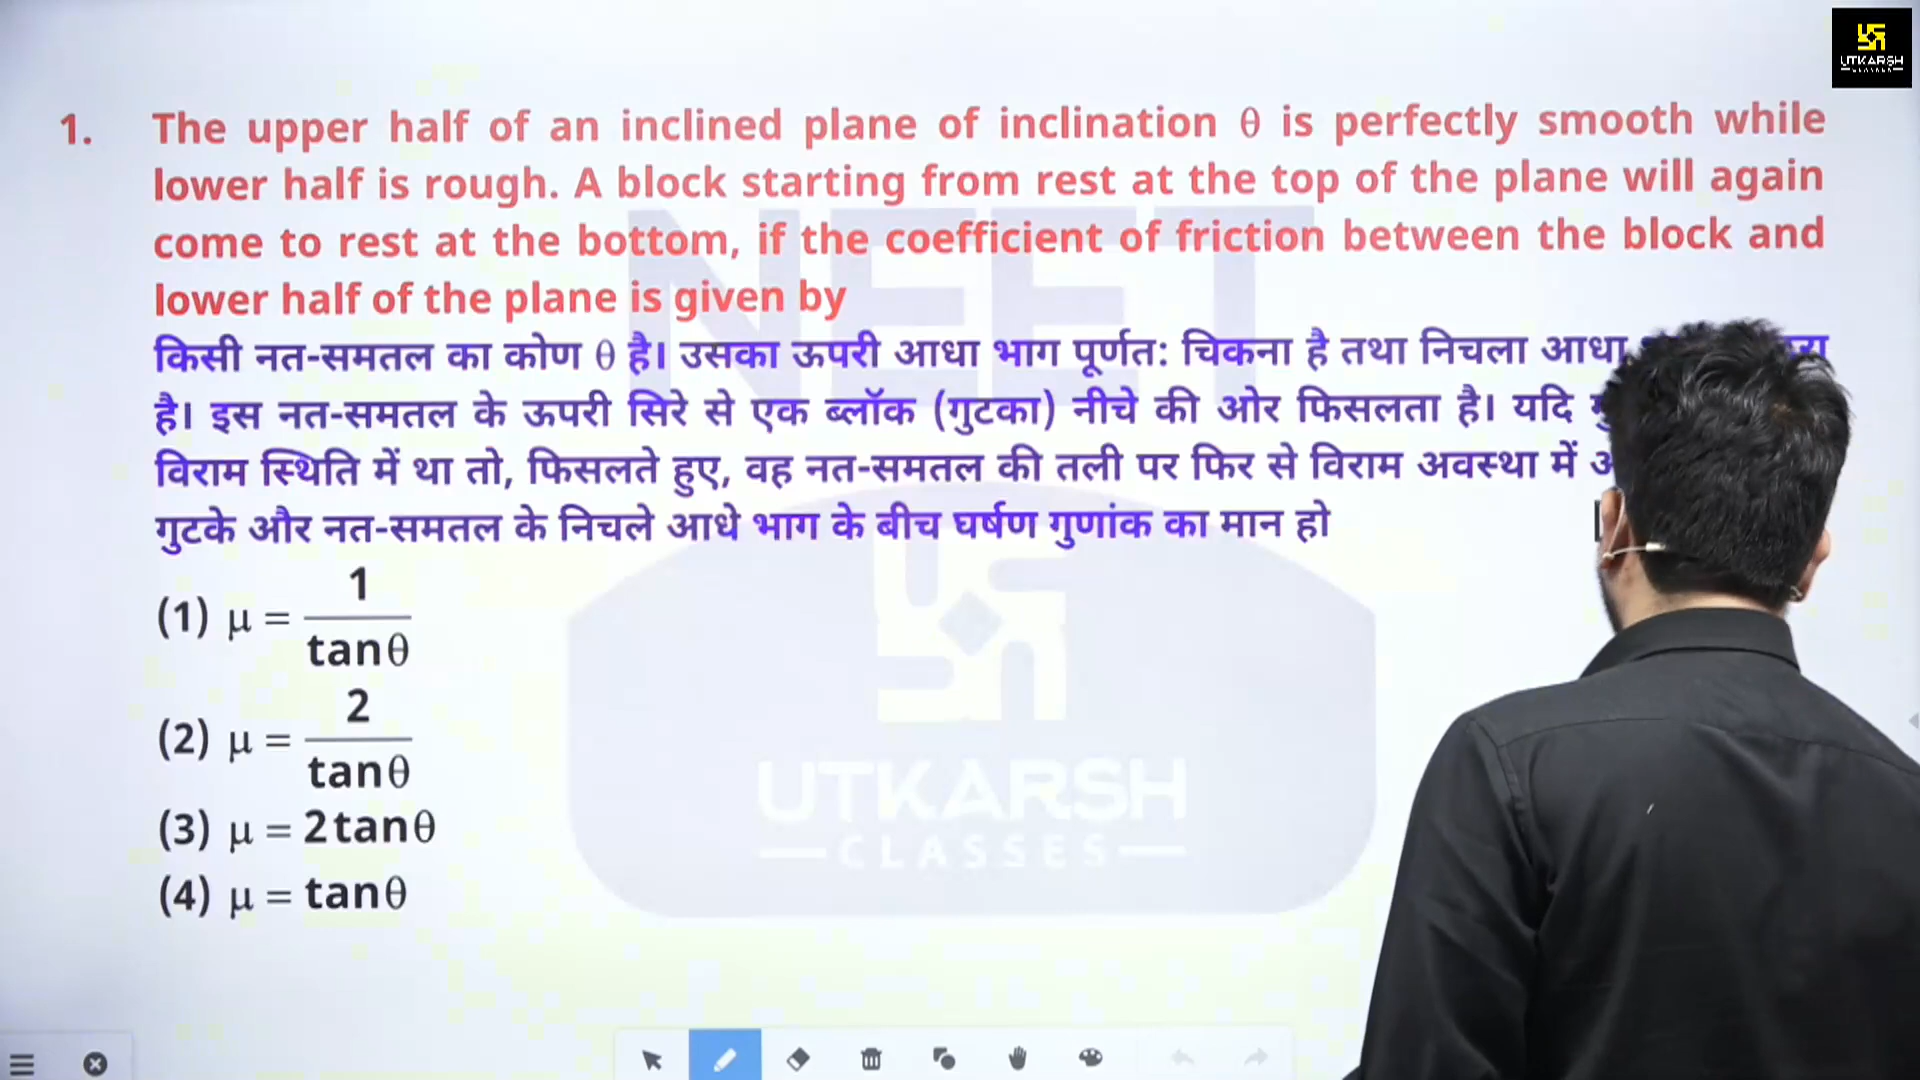 UTKARSH
CLASSES
1. The upper half of an inclined plane of inclination θ is perfectly smooth while
lower half is rough. A block starting from rest at the top of the plane will again
come to rest at the bottom, if the coefficient of friction between the block and
lower half of the plane is given by
किसी नत-समतल का कोण θ है। उसका ऊपरी आधा भाग पूर्णत: चिकना है तथा निचला आधा
है। इस नत-समतल के ऊपरी सिरे से एक ब्लॉक (गुटका) नीचे की ओर फिसलता है। यदि
विराम स्थिति में था तो, फिसलते हुए, वह नत-समतल की तली पर फिर से विराम अवस्था में
गुटके और नत-समतल के निचले आधे भाग के बीच घर्षण गुणांक का मान हो
(1) μ = 1/tanθ
(2) μ = 2/tanθ
(3) μ = 2tanθ
(4) μ = tanθ
NEET
UTKARSH
CLASSES